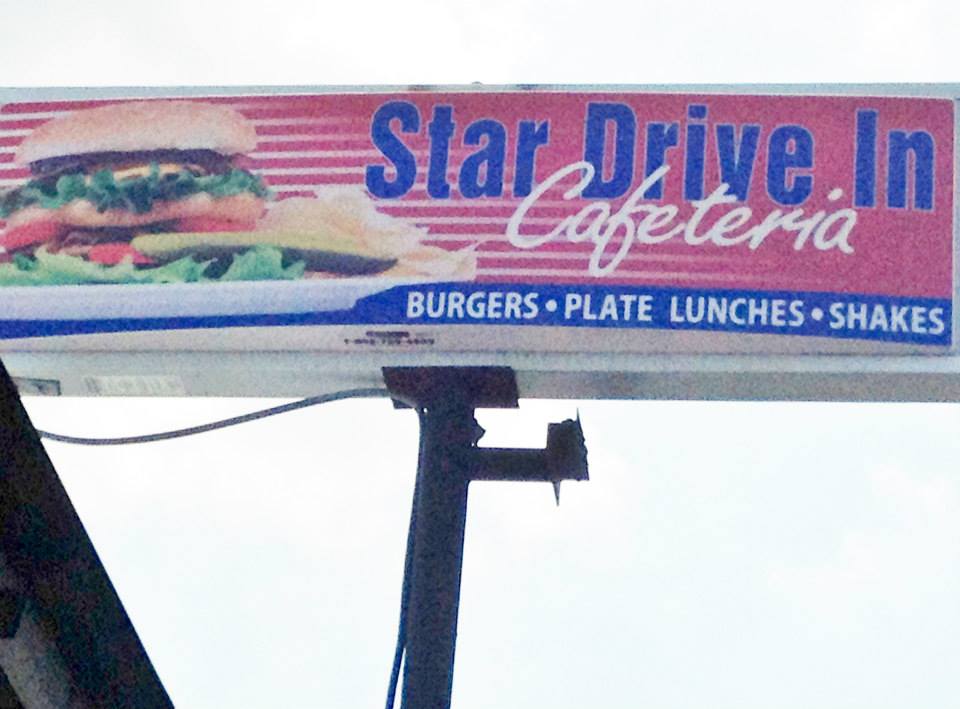 Star Drive In
Cafeteria
BURGERS • PLATE LUNCHES • SHAKES